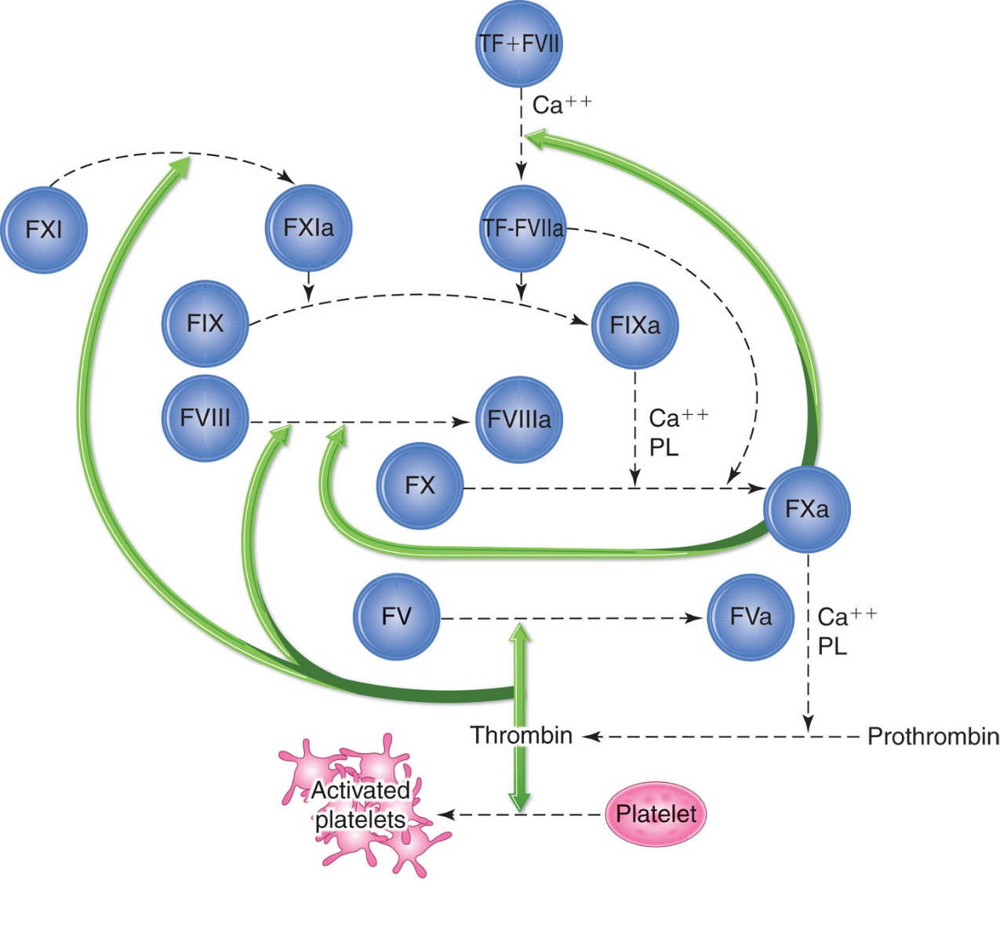 TF+FVII
Ca++
FXI
FXIa
TF-FVIIa
FIX
FIXa
FVIII
FVIIIa
Ca++
PL
FX
FXa
FV
FVa
Ca++
PL
Thrombin
Prothrombin
Activated
platelets
Platelet